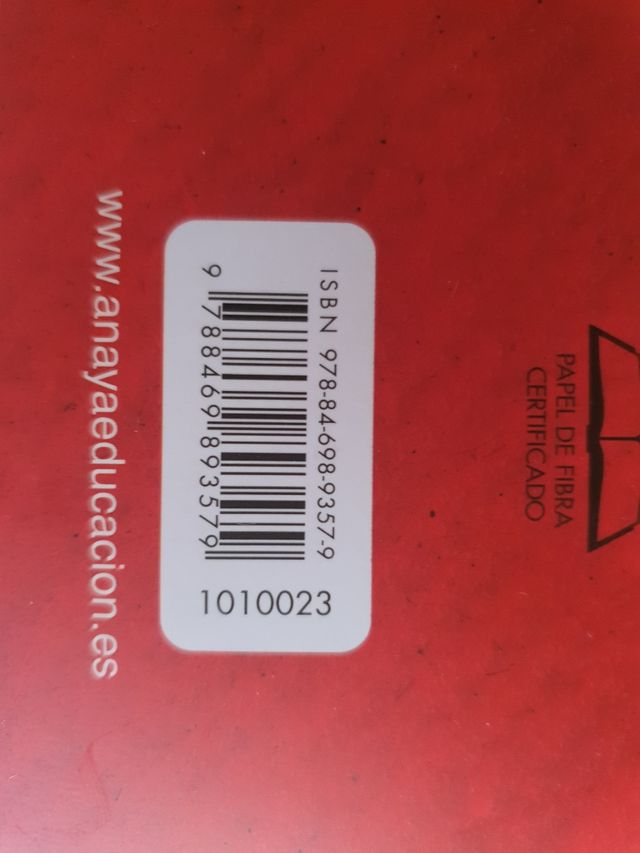 PAPEL DE FIBRA
CERTIFICADO
ISBN 978-84-698-9357-9
9 788469 893579
1010023
www.anayaeducacion.es